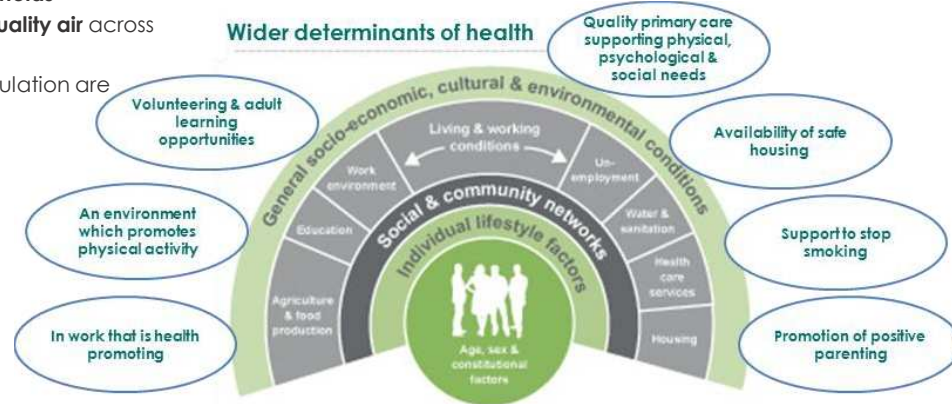 uality air across
ulation are
Wider determinants of health
Quality primary care
supporting physical,
psychological &
social needs
Volunteering & adult
learning
opportunities
Availability of safe
housing
An environment
which promotes
physical activity
Support to stop
smoking
In work that is health
promoting
Promotion of positive
parenting
General socio-economic, cultural & environmental conditions
Living & working
conditions
Work
environment
Un-
employment
Education
Water &
sanitation
Agriculture
& food
production
Health
care
services
Housing
Social & community networks
Individual lifestyle factors
Age, sex &
constitutional
factors